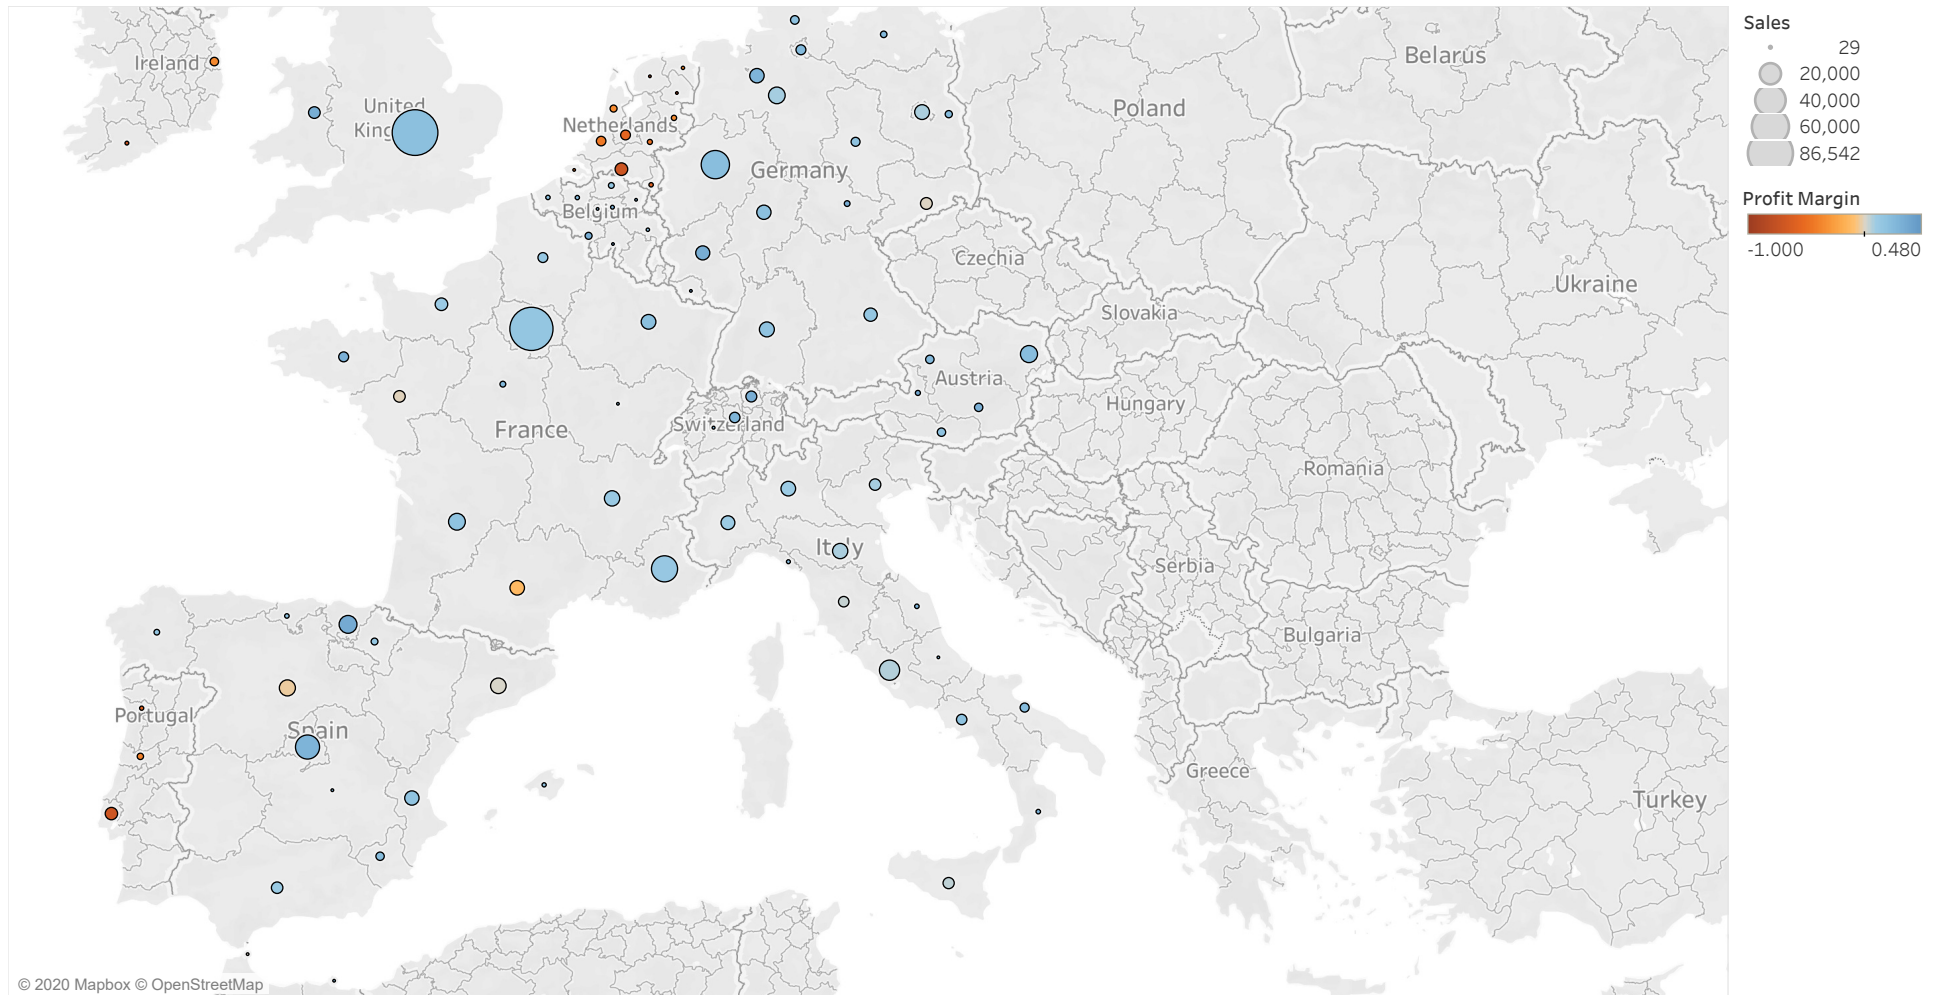 Ireland
United
King
Netherlands
Belgium
Germany
Poland
Belarus
Czechia
Slovakia
Ukraine
Austria
Hungary
France
Switzerland
Romania
Italy
Serbia
Bulgaria
Portugal
Spain
Greece
Turkey
© 2020 Mapbox © OpenStreetMap
Sales
29
20,000
40,000
60,000
86,542
Profit Margin
-1.000 0.480